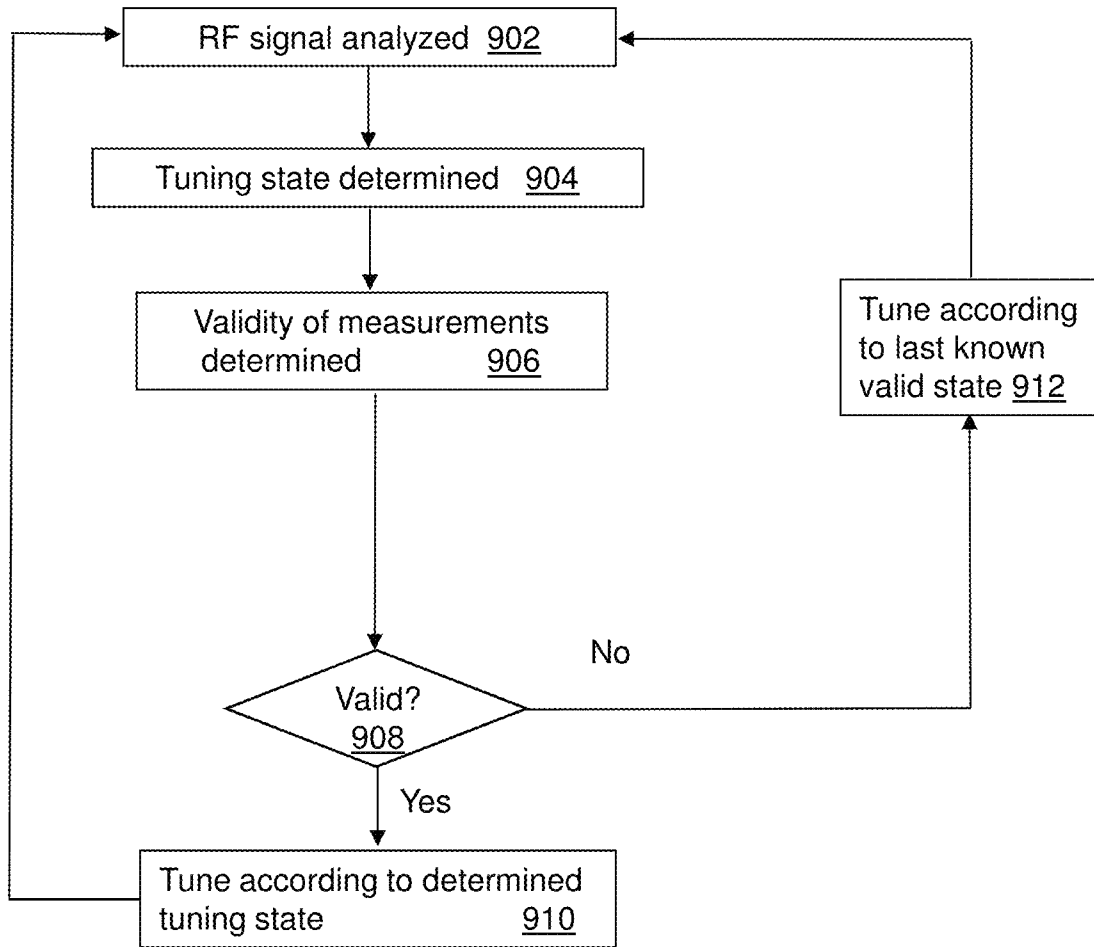 RF signal analyzed 902
Tuning state determined 904
Validity of measurements
determined 906
Tune according
to last known
valid state 912
No
Valid?
908
Yes
Tune according to determined
tuning state 910